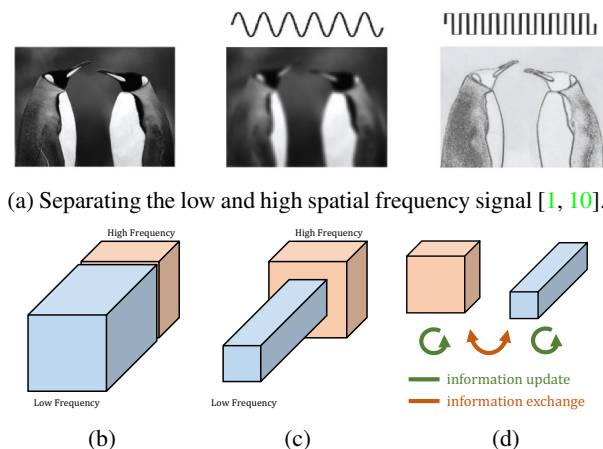 (a) Separating the low and high spatial frequency signal [1, 10].
High Frequency
Low Frequency
(b)
High Frequency
Low Frequency
(c)
information update
information exchange
(d)